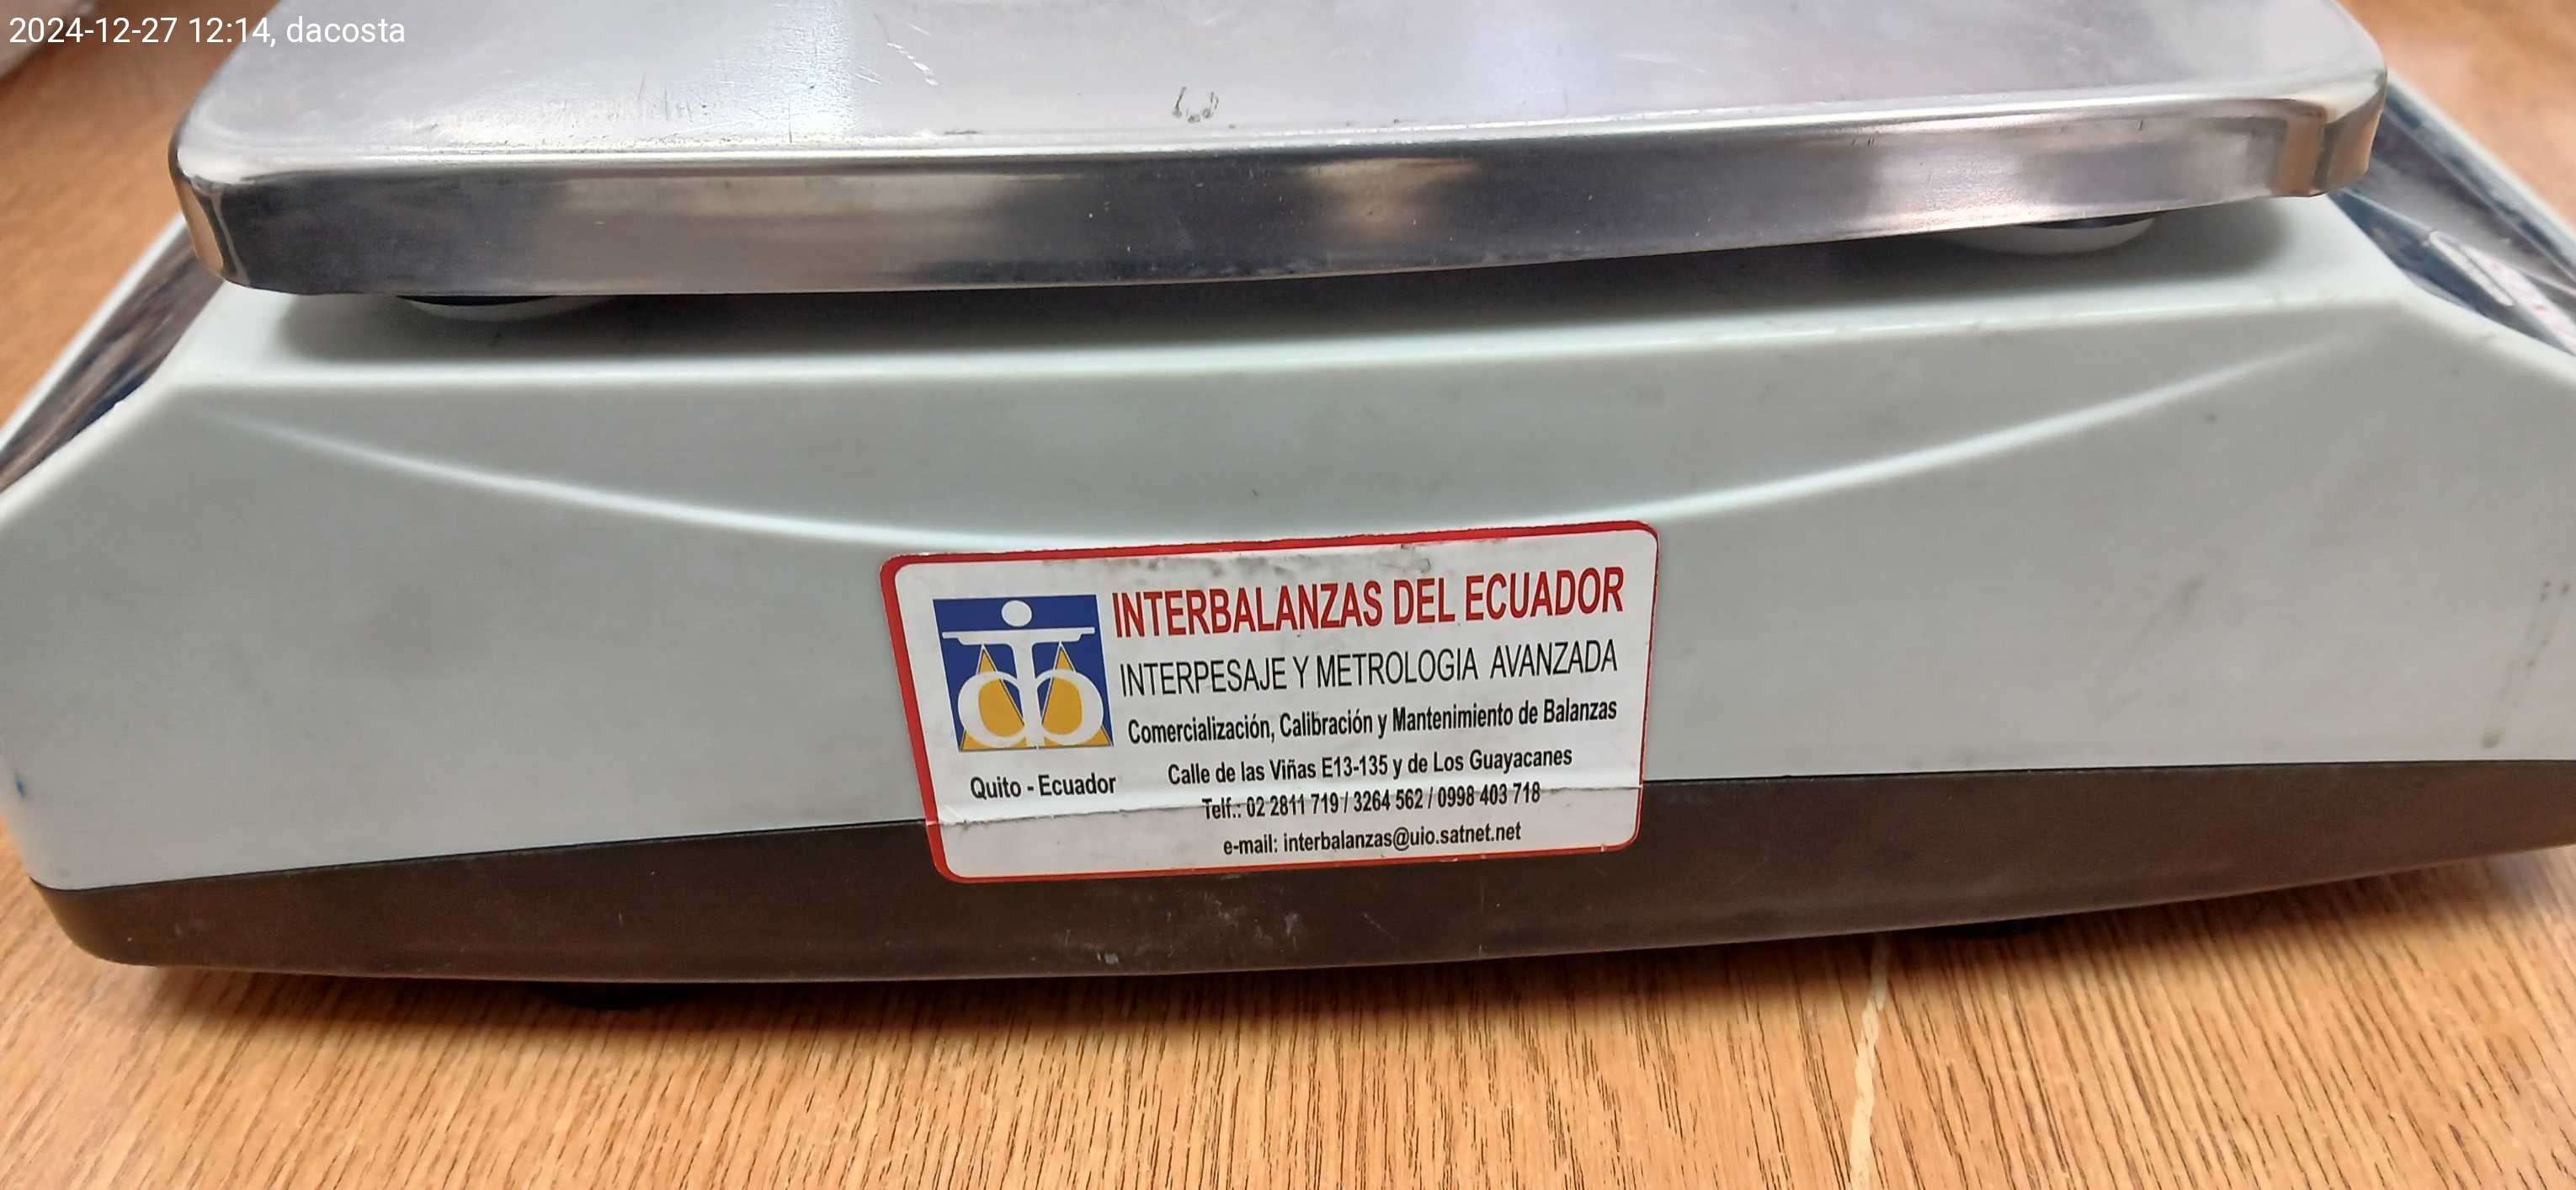 2024-12-27 12:14, dacosta
INTERBALANZAS DEL ECUADOR
INTERPESAJE Y METROLOGIA AVANZADA
Comercialización, Calibración y Mantenimiento de Balanzas
Calle de las Viñas E13-135 y de Los Guayacanes
Quito - Ecuador
Telf.: 02 2811 719 / 3264 562 / 0998 403 718
e-mail: interbalanzas@uio.satnet.net